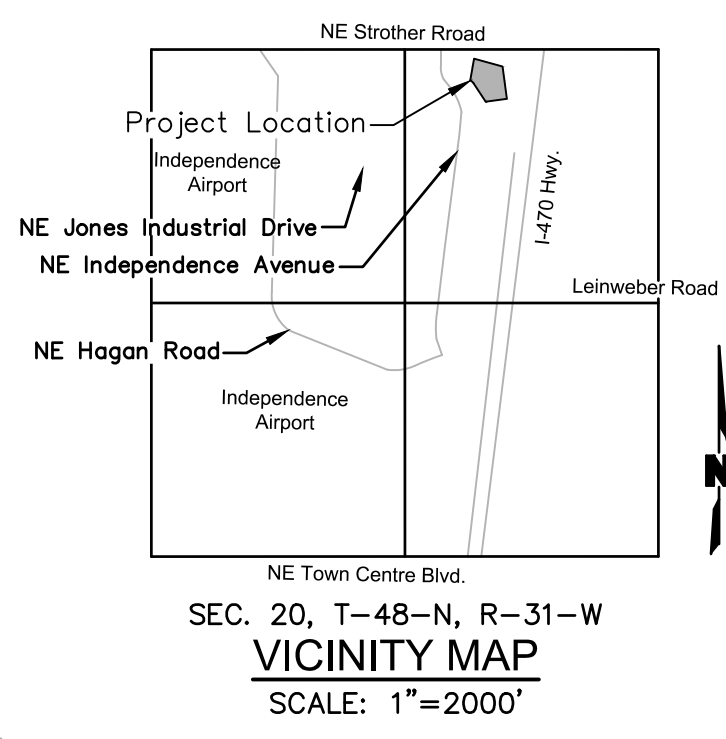 NE Strother Rroad
Project Location
Independence
Airport
I-470 Hwy.
NE Jones Industrial Drive
NE Independence Avenue
Leinweber Road
NE Hagan Road
Independence
Airport
N
NE Town Centre Blvd.
SEC. 20, T-48-N, R-31-W
VICINITY MAP
SCALE: 1"=2000'